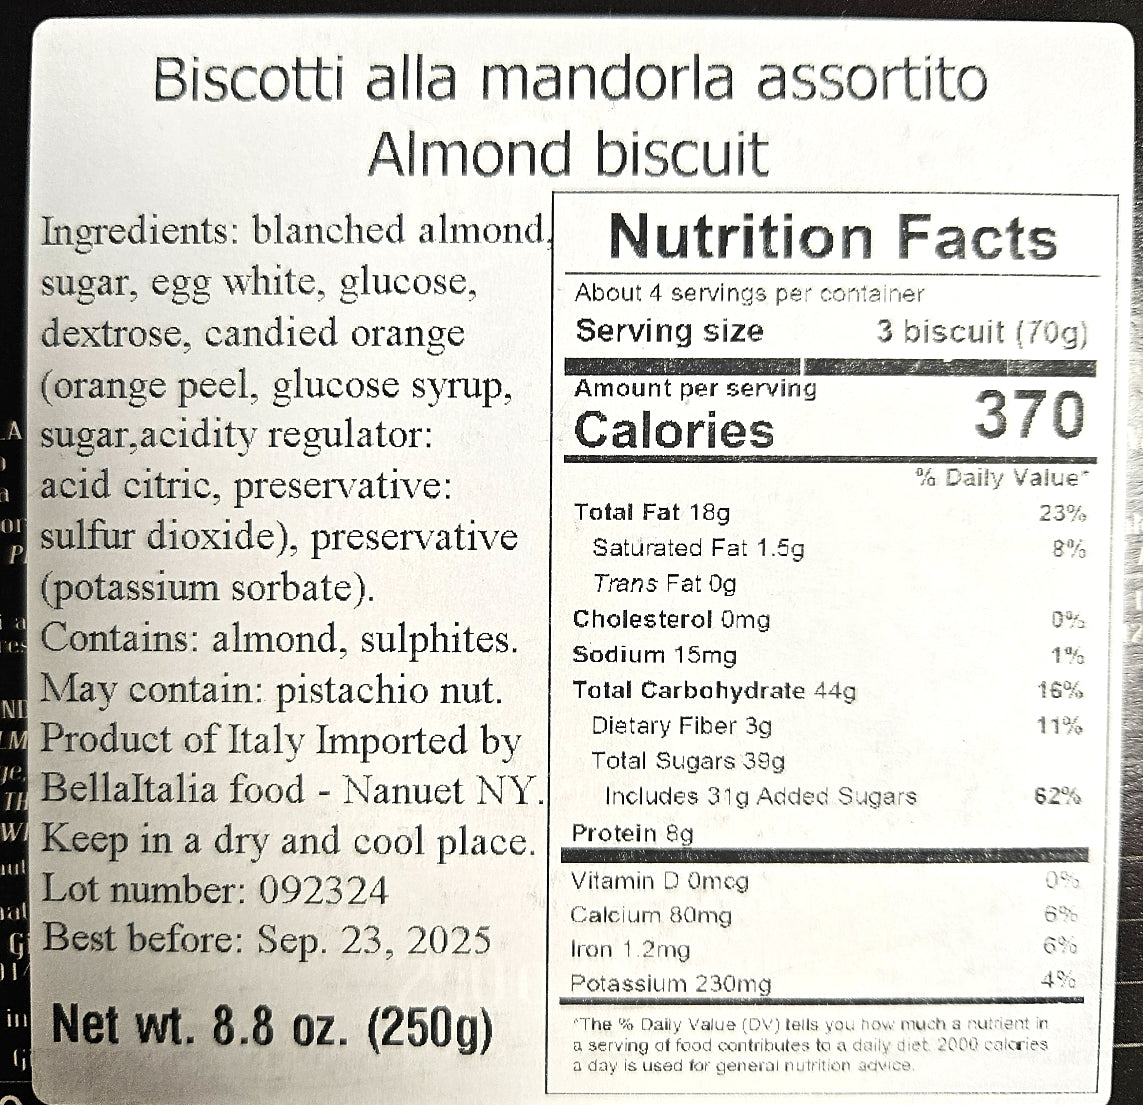 Biscotti alla mandorla assortito
Almond biscuit
Ingredients: blanched almond,
sugar, egg white, glucose,
dextrose, candied orange
(orange peel, glucose syrup,
sugar,acidity regulator:
acid citric, preservative:
sulfur dioxide), preservative
(potassium sorbate).
Contains: almond, sulphites.
May contain: pistachio nut.
Product of Italy Imported by
BellaItalia food - Nanuet NY.
Keep in a dry and cool place.
Lot number: 092324
Best before: Sep. 23, 2025
Net wt. 8.8 oz. (250g)
Nutrition Facts
About 4 servings per container
Serving size 3 biscuit (70g)
Amount per serving
Calories 370
% Daily Value*
Total Fat 18g 23%
Saturated Fat 1.5g 8%
Trans Fat 0g
Cholesterol 0mg 0%
Sodium 15mg 1%
Total Carbohydrate 44g 16%
Dietary Fiber 3g 11%
Total Sugars 39g
Includes 31g Added Sugars 62%
Protein 8g
Vitamin D 0mcg 0%
Calcium 80mg 6%
Iron 1.2mg 6%
Potassium 230mg 4%
*The % Daily Value (DV) tells you how much a nutrient in
a serving of food contributes to a daily diet. 2000 calories
a day is used for general nutrition advice.